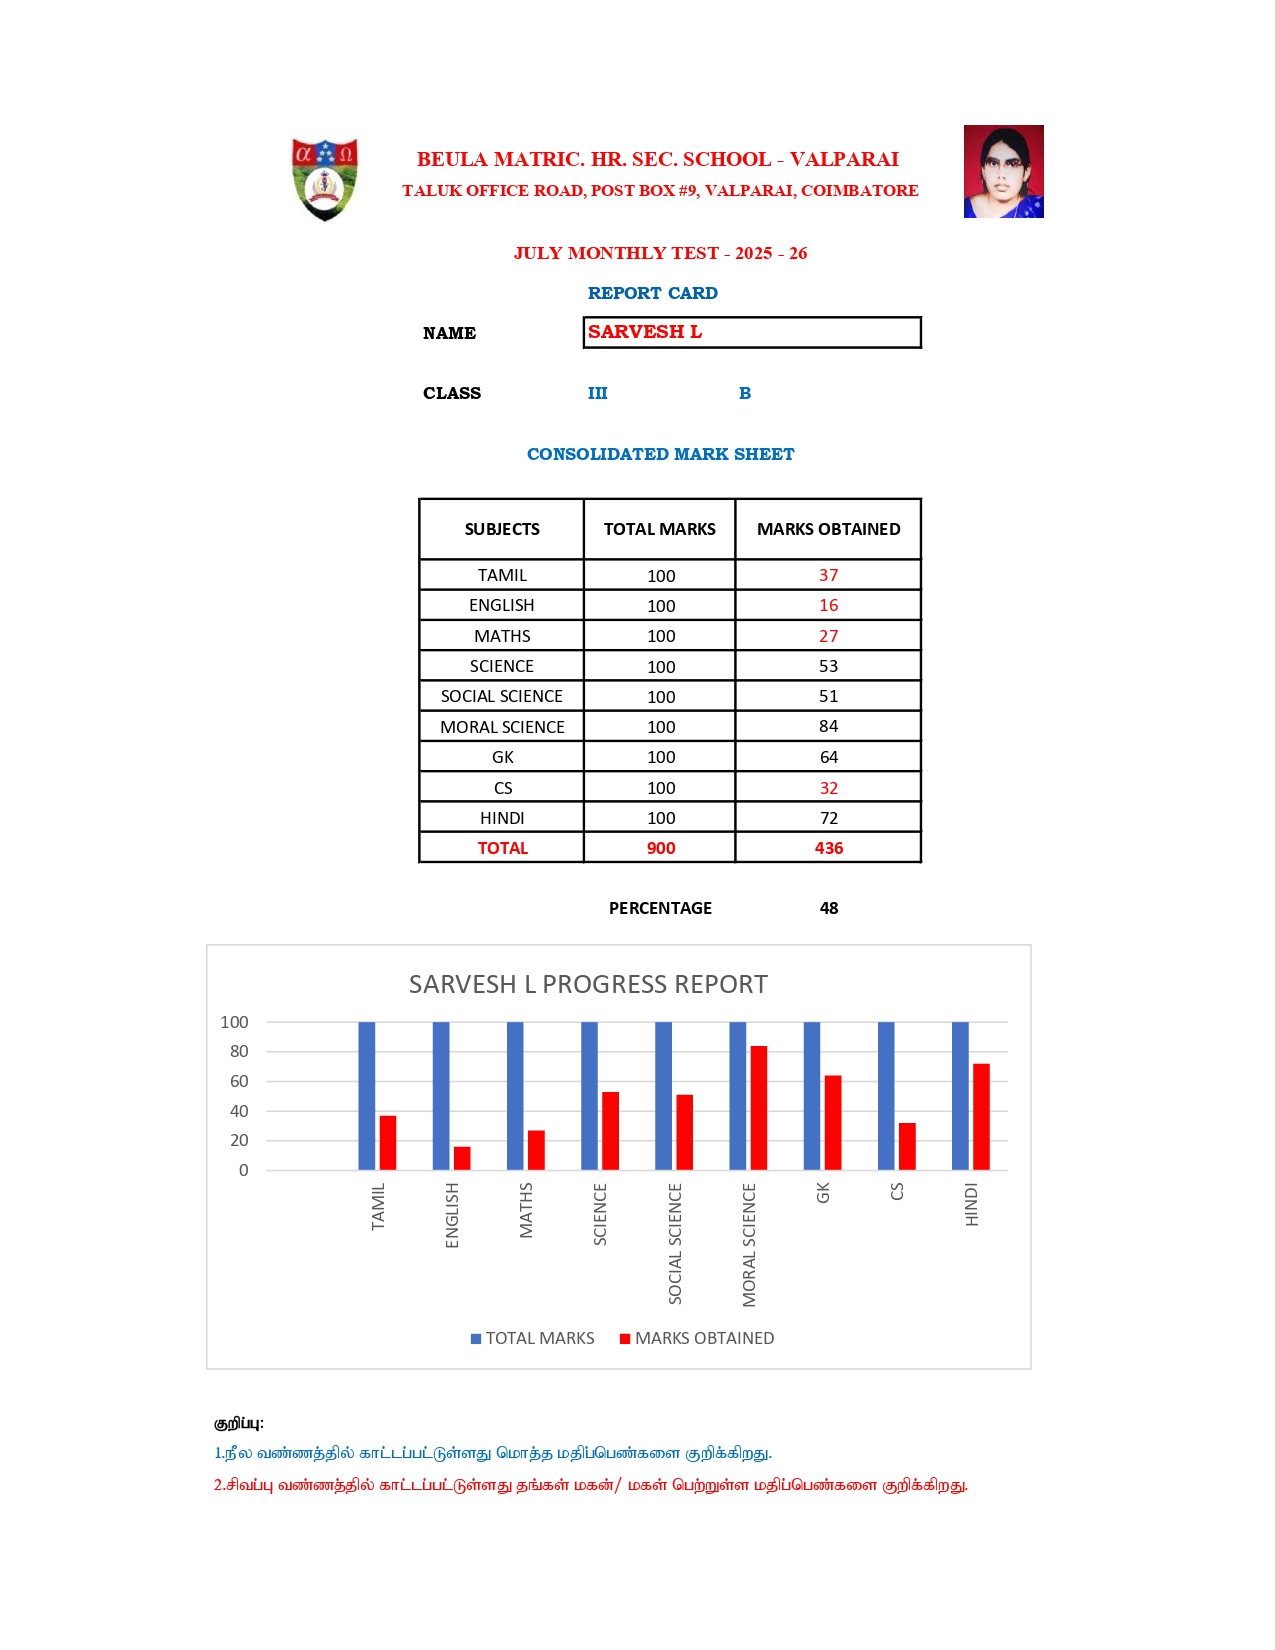 α Ω
BEULA MATRIC. HR. SEC. SCHOOL - VALPARAI
TALUK OFFICE ROAD, POST BOX #9, VALPARAI, COIMBATORE
JULY MONTHLY TEST - 2025 - 26
REPORT CARD
NAME SARVESH L
CLASS III B
CONSOLIDATED MARK SHEET
SUBJECTS TOTAL MARKS MARKS OBTAINED
TAMIL 100 37
ENGLISH 100 16
MATHS 100 27
SCIENCE 100 53
SOCIAL SCIENCE 100 51
MORAL SCIENCE 100 84
GK 100 64
CS 100 32
HINDI 100 72
TOTAL 900 436
PERCENTAGE 48
SARVESH L PROGRESS REPORT
100
80
60
40
20
0
TAMIL ENGLISH MATHS SCIENCE SOCIAL SCIENCE MORAL SCIENCE GK CS HINDI
TOTAL MARKS MARKS OBTAINED
குறிப்பு:
1.நீல வண்ணத்தில் காட்டப்பட்டுள்ளது மொத்த மதிப்பெண்களை குறிக்கிறது.
2.சிவப்பு வண்ணத்தில் காட்டப்பட்டுள்ளது தங்கள் மகன்/ மகள் பெற்றுள்ள மதிப்பெண்களை குறிக்கிறது.